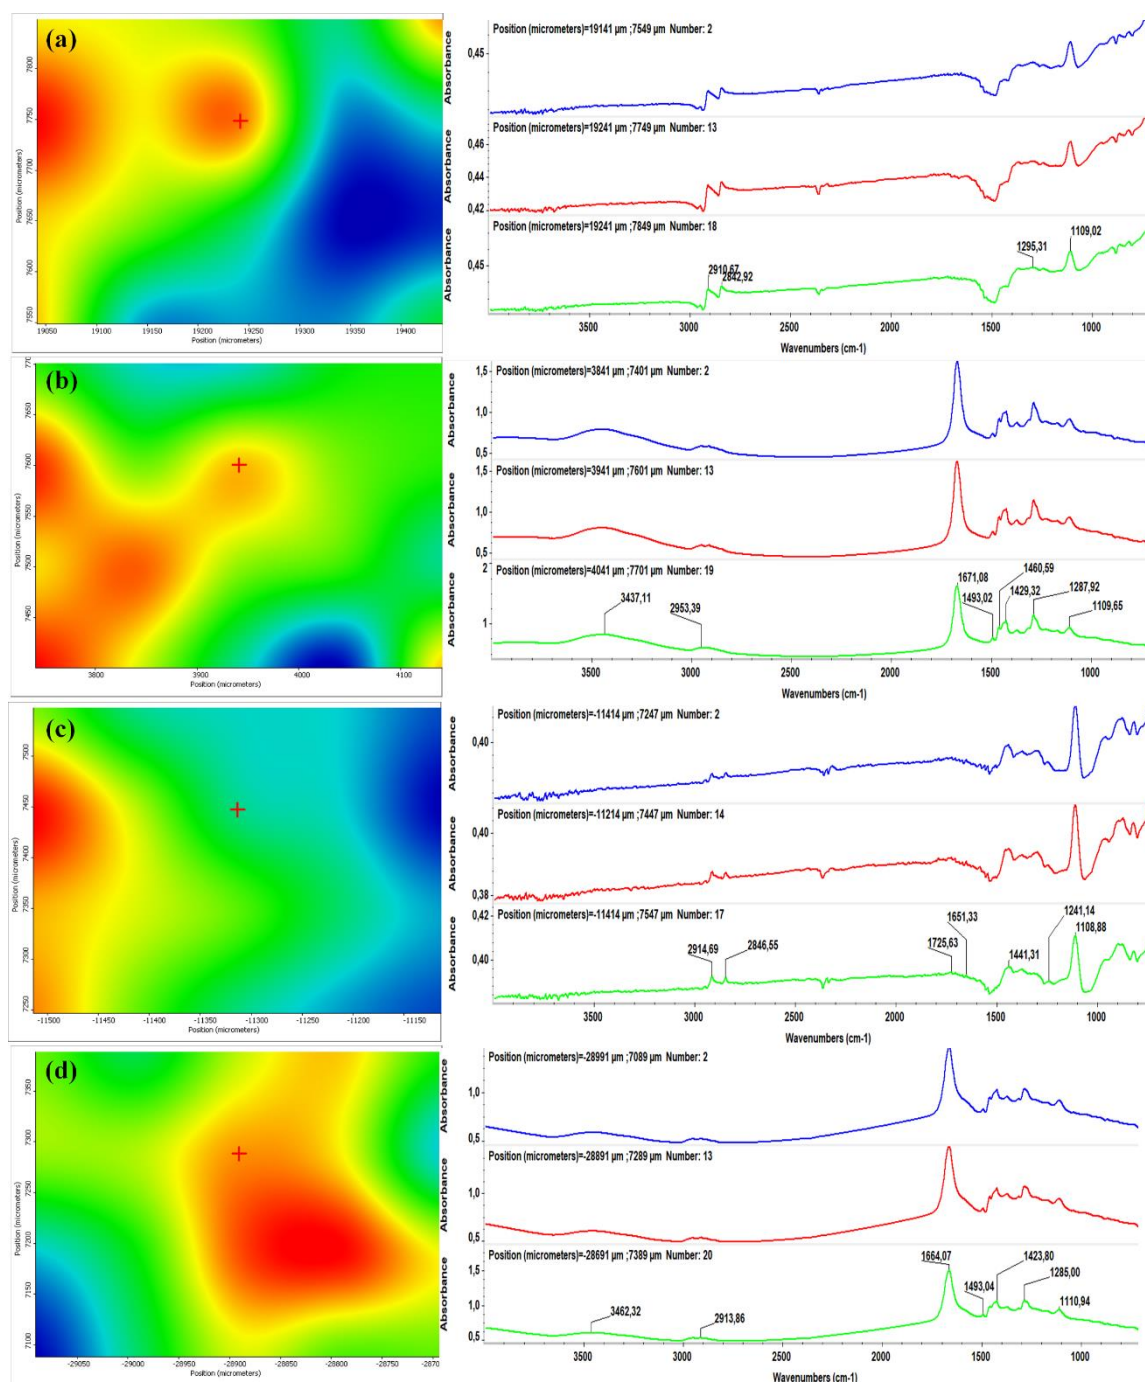 (a)
Position (micrometers)
7550 7600 7650 7700 7750 7800
19050 19100 19150 19200 19250 19300 19350 19400
Position (micrometers)
Absorbance
Absorbance
Absorbance
Position (micrometers)=19141 µm ;7549 µm Number: 2
0,45
Position (micrometers)=19241 µm ;7749 µm Number: 13
0,46
0,44
0,42
Position (micrometers)=19241 µm ;7849 µm Number: 18
0,45
2910,67
2842,92
1295,31
1109,02
3500 3000 2500 2000 1500 1000
Wavenumbers (cm-1)
(b)
Position (micrometers)
7450 7500 7550 7600 7650
3800 3900 4000 4100
Position (micrometers)
Absorbance
Absorbance
Absorbance
Position (micrometers)=3841 µm ;7401 µm Number: 2
1,5
1,0
0,5
Position (micrometers)=3941 µm ;7601 µm Number: 13
1,5
1,0
0,5
Position (micrometers)=4041 µm ;7701 µm Number: 19
2
1
3437,11
2953,39
1671,08
1493,02
1460,59
1429,32
1287,92
1109,65
3500 3000 2500 2000 1500 1000
Wavenumbers (cm-1)
(c)
Position (micrometers)
7250 7300 7350 7400 7450 7500
-11500 -11450 -11400 -11350 -11300 -11250 -11200 -11150
Position (micrometers)
Absorbance
Absorbance
Absorbance
Position (micrometers)=-11414 µm ;7247 µm Number: 2
0,40
Position (micrometers)=-11214 µm ;7447 µm Number: 14
0,40
0,38
Position (micrometers)=-11414 µm ;7547 µm Number: 17
0,42
0,40
2914,69
2846,55
1725,63
1651,33
1441,31
1241,14
1108,88
3500 3000 2500 2000 1500 1000
Wavenumbers (cm-1)
(d)
Position (micrometers)
7100 7150 7200 7250 7300 7350
-29050 -29000 -28950 -28900 -28850 -28800 -28750
Position (micrometers)
Absorbance
Absorbance
Absorbance
Position (micrometers)=-28991 µm ;7089 µm Number: 2
1,0
0,5
Position (micrometers)=-28891 µm ;7289 µm Number: 13
1,0
0,5
Position (micrometers)=-28691 µm ;7389 µm Number: 20
1,5
1,0
0,5
3462,32
2913,86
1664,07
1493,04
1423,80
1285,00
1110,94
3500 3000 2500 2000 1500 1000
Wavenumbers (cm-1)